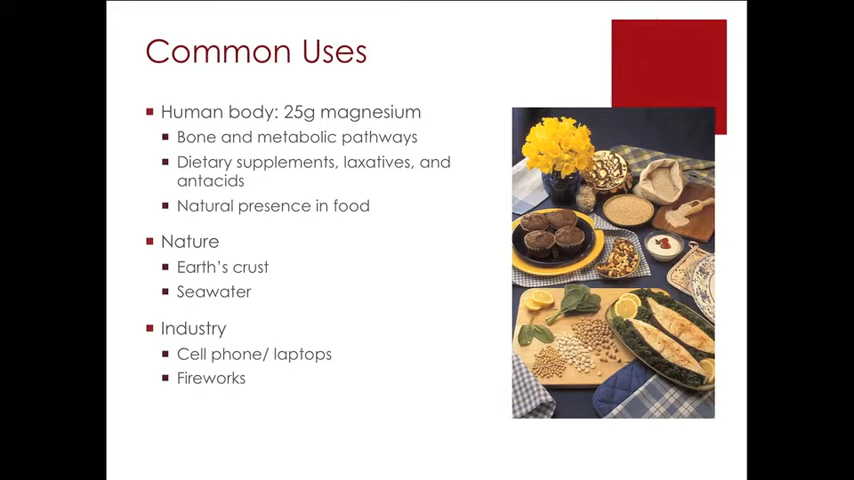 Common Uses
Human body: 25g magnesium
Bone and metabolic pathways
Dietary supplements, laxatives, and
antacids
Natural presence in food
Nature
Earth's crust
Seawater
Industry
Cell phone/ laptops
Fireworks